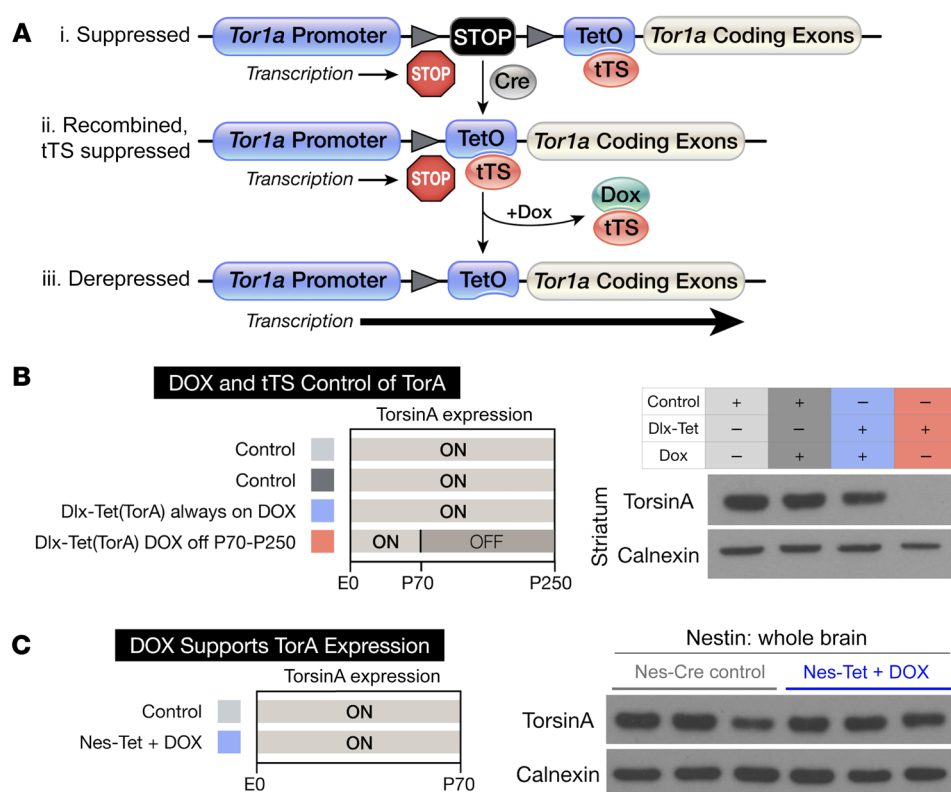 A
i. Suppressed
Tor1a Promoter
STOP
TetO
Tor1a Coding Exons
Transcription
STOP
tTS
Cre
ii. Recombined,
tTS suppressed
Tor1a Promoter
TetO
Tor1a Coding Exons
Transcription
STOP
tTS
+Dox
Dox
tTS
iii. Derepressed
Tor1a Promoter
TetO
Tor1a Coding Exons
Transcription
B
DOX and tTS Control of TorA
TorsinA expression
Control
ON
Control
ON
Dlx-Tet(TorA) always on DOX
ON
Dlx-Tet(TorA) DOX off P70-P250
ON
OFF
E0 P70 P250
Control + + − −
Dlx-Tet − − + +
Dox − + + −
Striatum
TorsinA
Calnexin
C
DOX Supports TorA Expression
TorsinA expression
Control
ON
Nes-Tet + DOX
ON
E0 P70
Nestin: whole brain
Nes-Cre control Nes-Tet + DOX
TorsinA
Calnexin